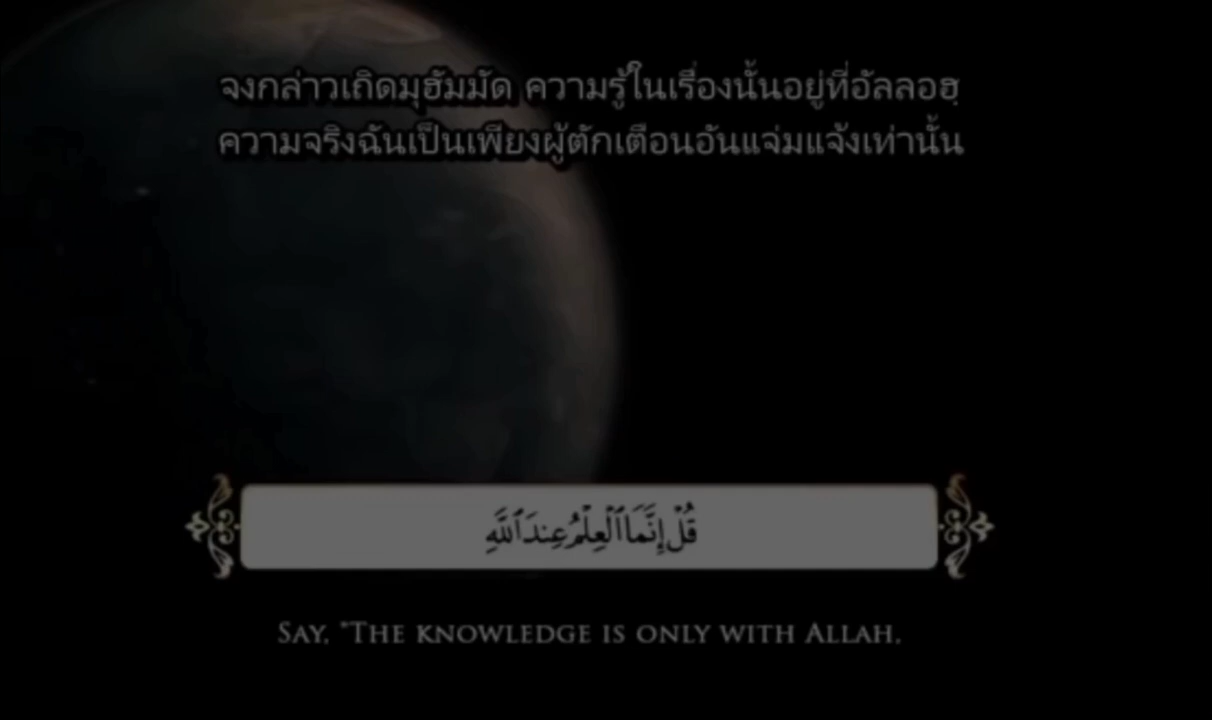 จงกล่าวเถิดมุฮัมมัด ความรู้ในเรื่องนั้นอยู่ที่อัลลอฮฺ
ความจริงฉันเป็นเพียงผู้ตักเตือนอันแจ่มแจ้งเท่านั้น
قُلْ إِنَّمَا ٱلْعِلْمُ عِندَ ٱللَّهِ
Say, "The knowledge is only with Allah,